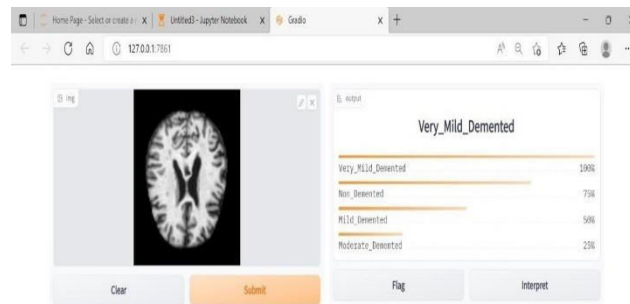 Home Page - Select or create a
Untitled3 - Jupyter Notebook
Gradio
127.0.0.1:7861
img
output
Very_Mild_Demented
Very_Mild_Demented 100%
Non_Demented 75%
Mild_Demented 50%
Moderate_Demented 25%
Clear
Submit
Flag
Interpret